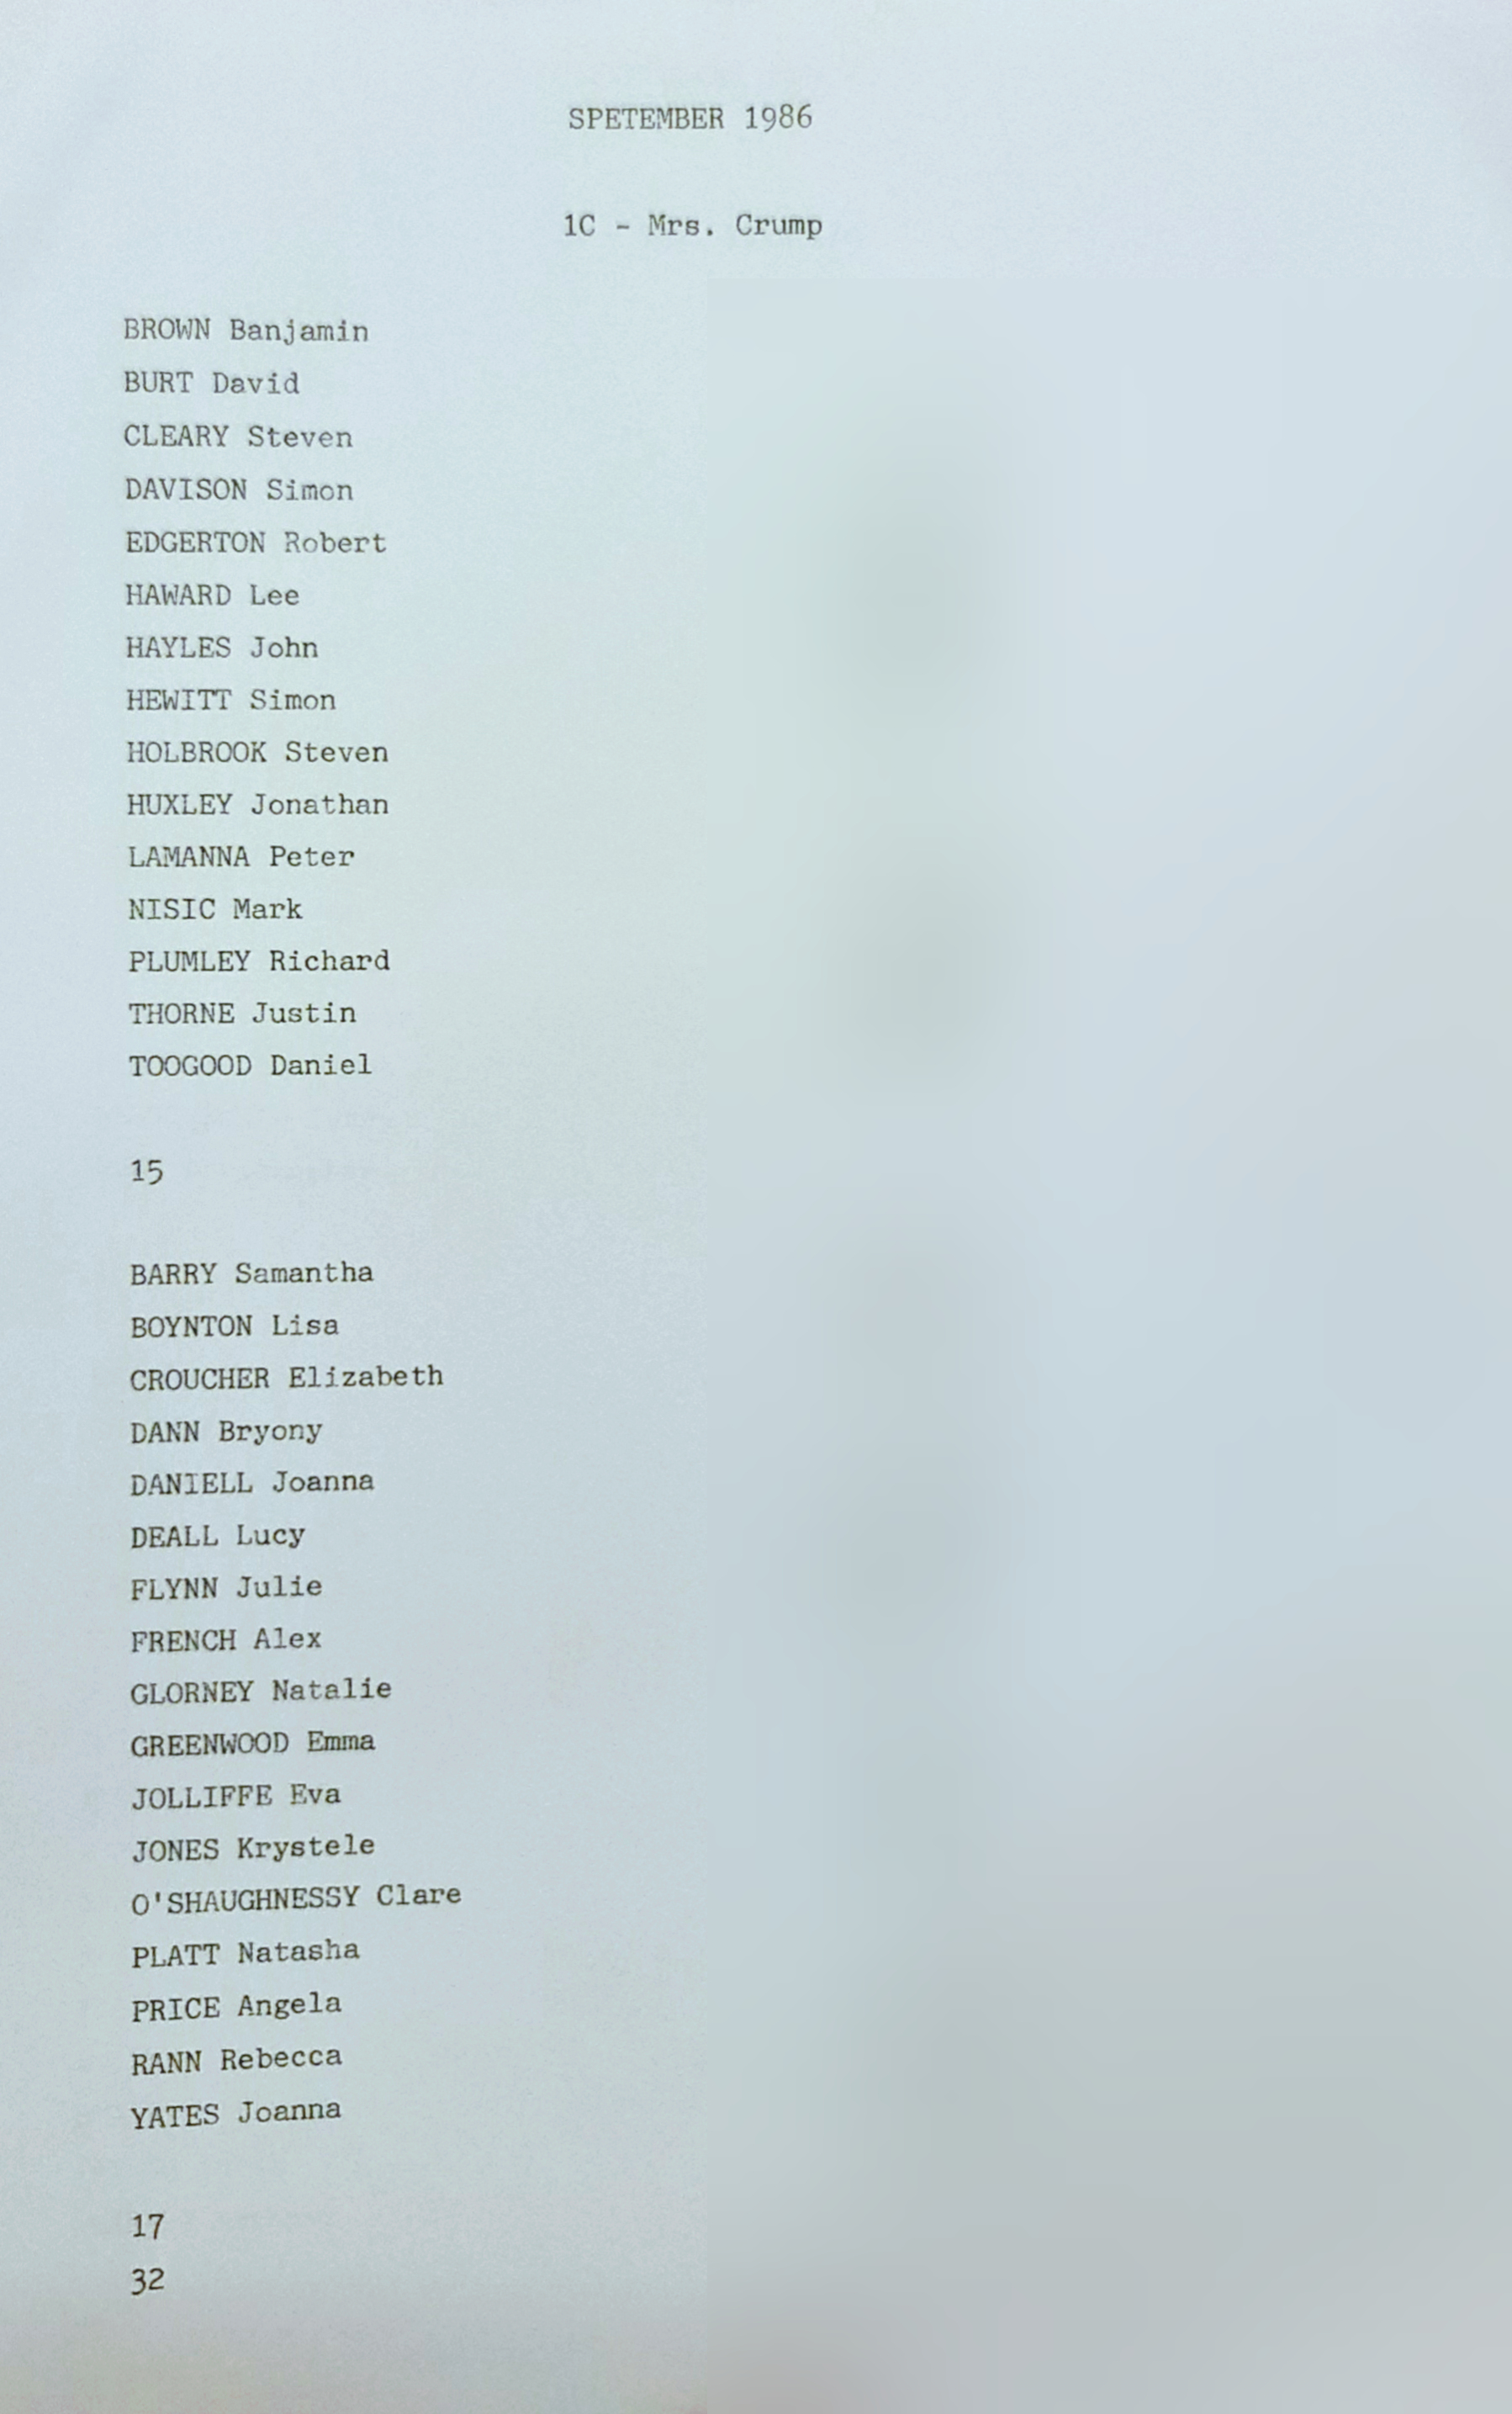 SPETEMBER 1986
1C - Mrs. Crump
BROWN Banjamin
BURT David
CLEARY Steven
DAVISON Simon
EDGERTON Robert
HAWARD Lee
HAYLES John
HEWITT Simon
HOLBROOK Steven
HUXLEY Jonathan
LAMANNA Peter
NISIC Mark
PLUMLEY Richard
THORNE Justin
TOOGOOD Daniel
15
BARRY Samantha
BOYNTON Lisa
CROUCHER Elizabeth
DANN Bryony
DANIELL Joanna
DEALL Lucy
FLYNN Julie
FRENCH Alex
GLORNEY Natalie
GREENWOOD Emma
JOLLIFFE Eva
JONES Krystele
O'SHAUGHNESSY Clare
PLATT Natasha
PRICE Angela
RANN Rebecca
YATES Joanna
17
32